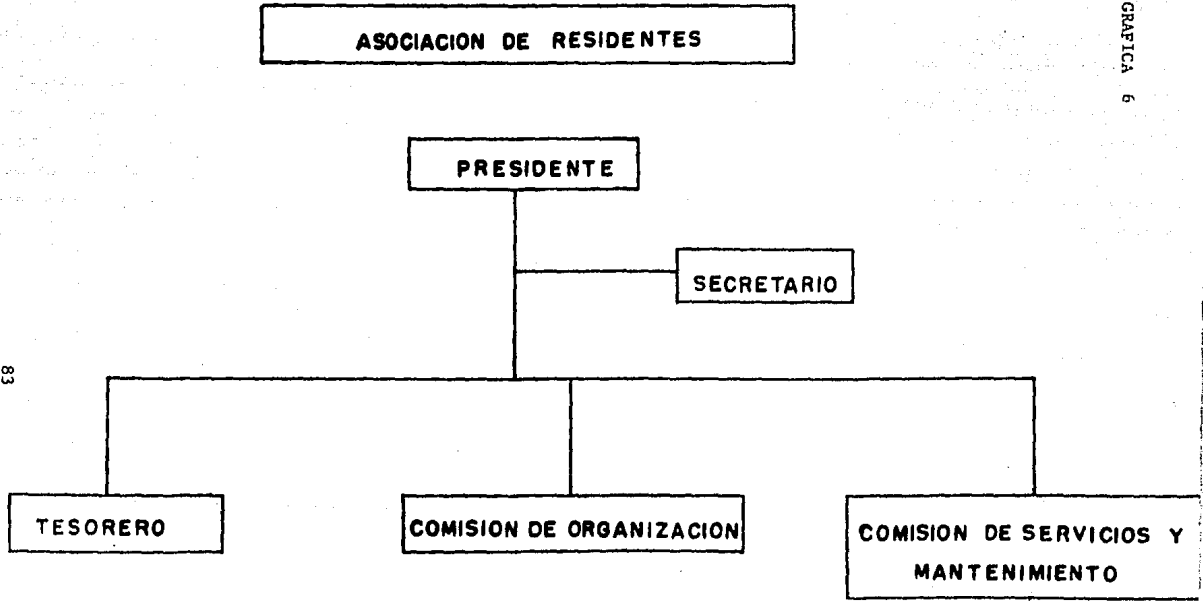 GRAFICA 6
ASOCIACION DE RESIDENTES
PRESIDENTE
SECRETARIO
TESORERO
COMISION DE ORGANIZACION
COMISION DE SERVICIOS Y
MANTENIMIENTO
83